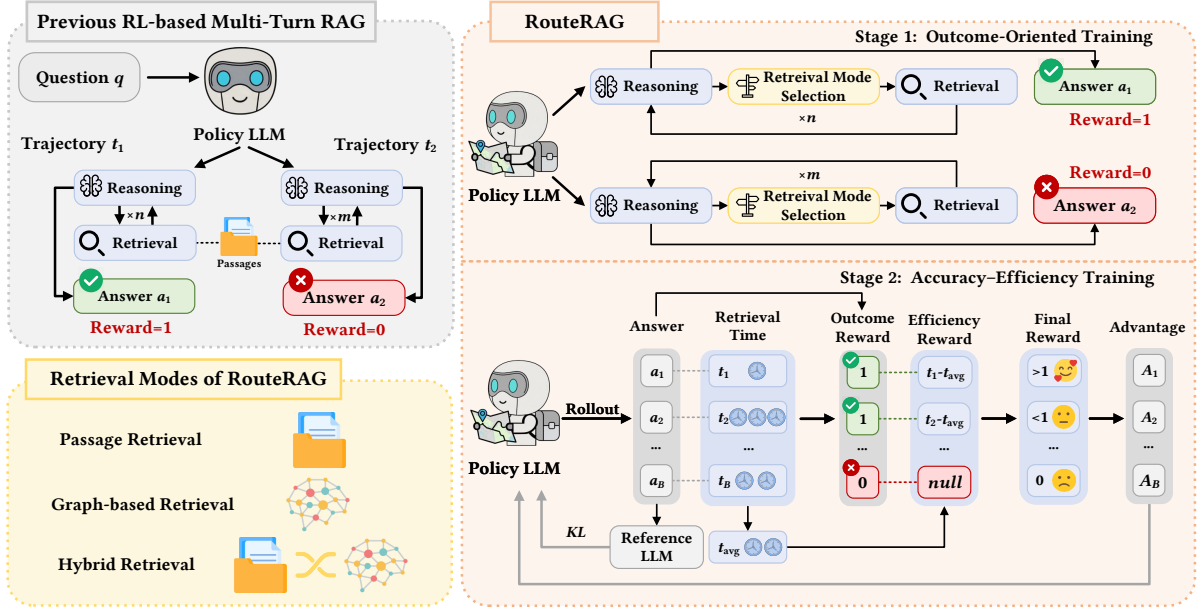 Previous RL-based Multi-Turn RAG
Question q
Policy LLM
Trajectory t1
Trajectory t2
Reasoning
Reasoning
×n
×m
Retrieval
Retrieval
Passages
Answer a1
Answer a2
Reward=1
Reward=0
Retrieval Modes of RouteRAG
Passage Retrieval
Graph-based Retrieval
Hybrid Retrieval
RouteRAG
Stage 1: Outcome-Oriented Training
Reasoning
Retreival Mode
Selection
Retrieval
Answer a1
×n
Reward=1
Policy LLM
×m
Reward=0
Reasoning
Retreival Mode
Selection
Retrieval
Answer a2
Stage 2: Accuracy–Efficiency Training
Answer
Retrieval
Time
Outcome
Reward
Efficiency
Reward
Final
Reward
Advantage
a1
t1
1
t1-tavg
>1
A1
Rollout
a2
t2
1
t2-tavg
<1
A2
...
...
...
...
...
...
Policy LLM
aB
tB
0
null
0
AB
KL
Reference
LLM
tavg